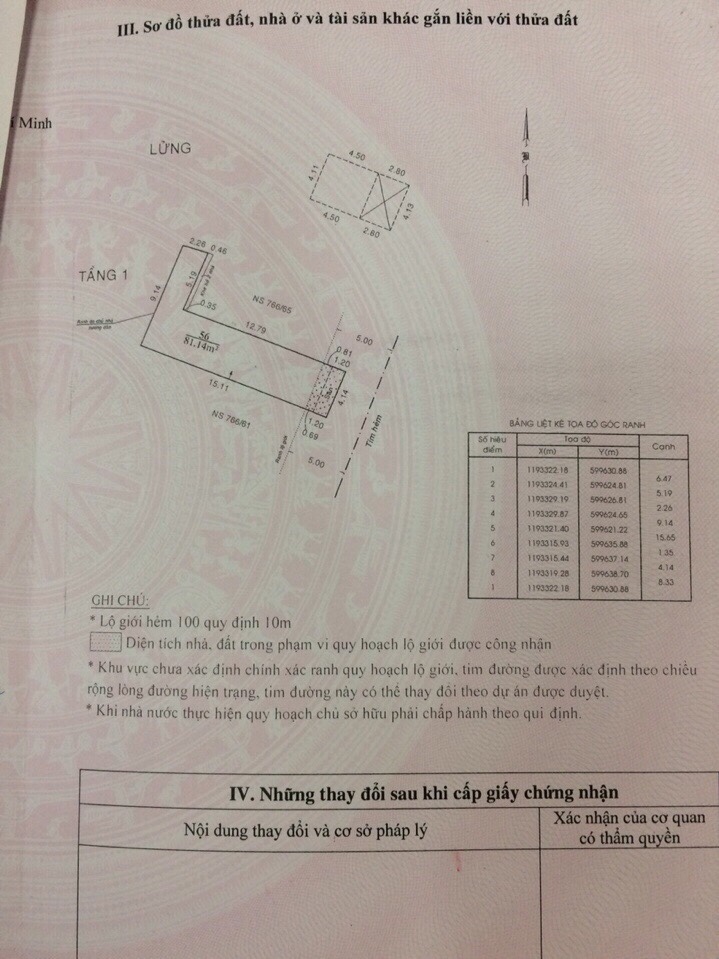 III. Sơ đồ thửa đất, nhà ở và tài sản khác gắn liền với thửa đất
í Minh
LỬNG
4.50
2.80
4.11
4.13
4.50
2.80
TẦNG 1
2.26
0.46
9.14
5.19
0.35
NS 766/65
12.79
56
81.14m²
15.11
NS 766/61
5.00
0.81
1.20
4.14
1.20
0.69
5.00
Tim hẻm
BẢNG LIỆT KÊ TỌA ĐỘ GÓC RANH
Số hiệu điểm Tọa độ Cạnh
X(m) Y(m)
1 1193322.18 599630.88
6.47
2 1193324.41 599624.81
5.19
3 1193329.19 599626.81
2.26
4 1193329.87 599624.65
9.14
5 1193321.40 599621.22
15.65
6 1193315.93 599635.88
1.35
7 1193315.44 599637.14
4.14
8 1193319.28 599638.70
8.33
1 1193322.18 599630.88
GHI CHÚ:
* Lộ giới hẻm 100 quy định 10m
Diện tích nhà, đất trong phạm vi quy hoạch lộ giới được công nhận
* Khu vực chưa xác định chính xác ranh quy hoạch lộ giới, tim đường được xác định theo chiều
rộng lòng đường hiện trạng, tim đường này có thể thay đổi theo dự án được duyệt.
* Khi nhà nước thực hiện quy hoạch chủ sở hữu phải chấp hành theo qui định.
IV. Những thay đổi sau khi cấp giấy chứng nhận
Nội dung thay đổi và cơ sở pháp lý
Xác nhận của cơ quan
có thẩm quyền